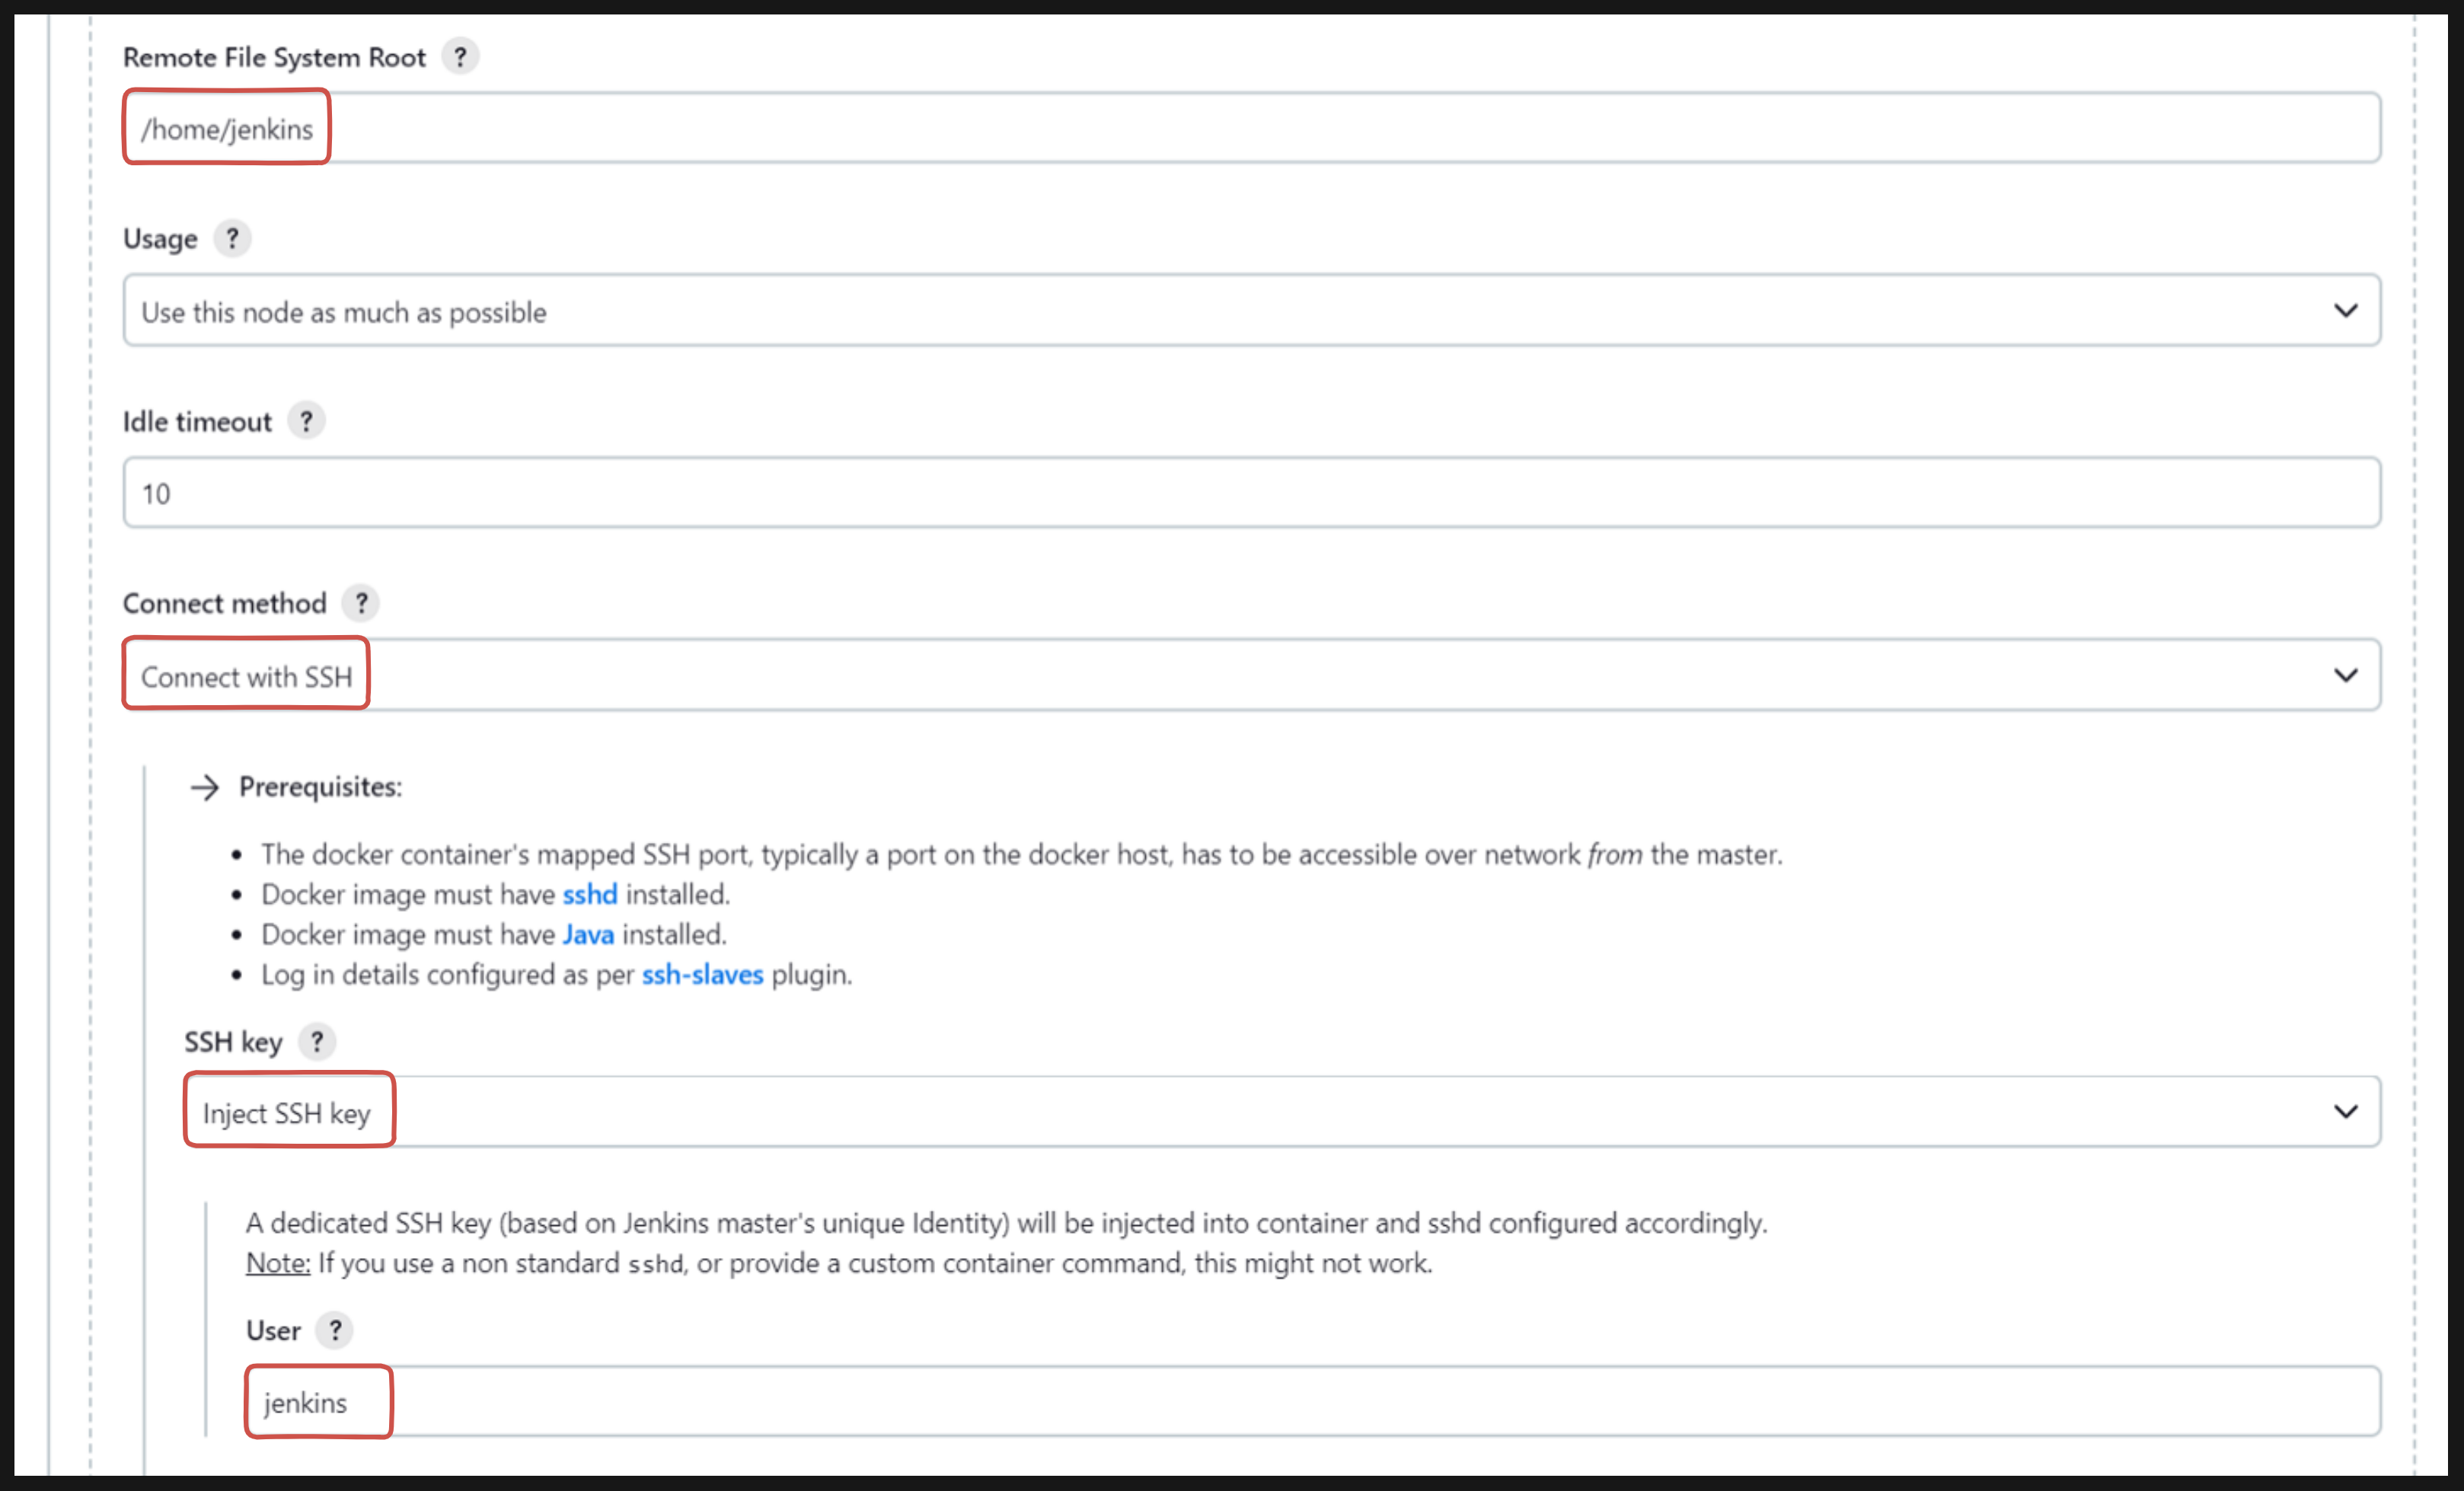 Remote File System Root ?
/home/jenkins
Usage ?
Use this node as much as possible
Idle timeout ?
10
Connect method ?
Connect with SSH
→ Prerequisites:
• The docker container's mapped SSH port, typically a port on the docker host, has to be accessible over network from the master.
• Docker image must have sshd installed.
• Docker image must have Java installed.
• Log in details configured as per ssh-slaves plugin.
SSH key ?
Inject SSH key
A dedicated SSH key (based on Jenkins master's unique Identity) will be injected into container and sshd configured accordingly.
Note: If you use a non standard sshd, or provide a custom container command, this might not work.
User ?
jenkins